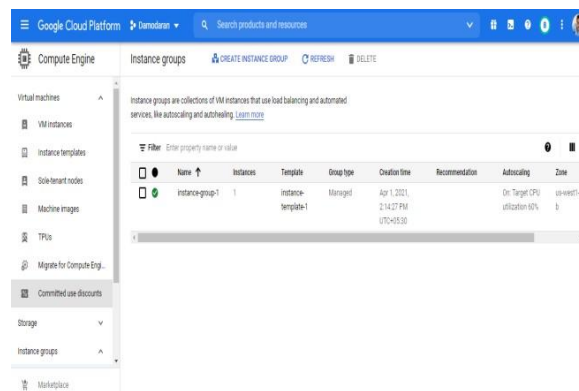 Google Cloud Platform Damodaran Search products and resources
Compute Engine Instance groups CREATE INSTANCE GROUP REFRESH DELETE
Virtual machines
VM instances
Instance templates
Sole-tenant nodes
Machine images
TPUs
Migrate for Compute Engi...
Committed use discounts
Storage
Instance groups
Marketplace
Instance groups are collections of VM instances that use load balancing and automated
services, like autoscaling and autohealing. Learn more
Filter Enter property name or value
Name Instances Template Group type Creation time Recommendation Autoscaling Zone
instance-group-1 1 instance- Managed Apr 1, 2021, On: Target CPU us-west1-
template-1 2:14:27 PM utilization 60% b
UTC+05:30